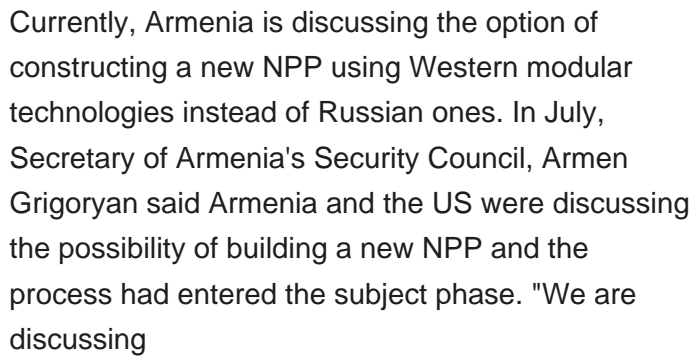 Currently, Armenia is discussing the option of
constructing a new NPP using Western modular
technologies instead of Russian ones. In July,
Secretary of Armenia's Security Council, Armen
Grigoryan said Armenia and the US were discussing
the possibility of building a new NPP and the
process had entered the subject phase. "We are
discussing